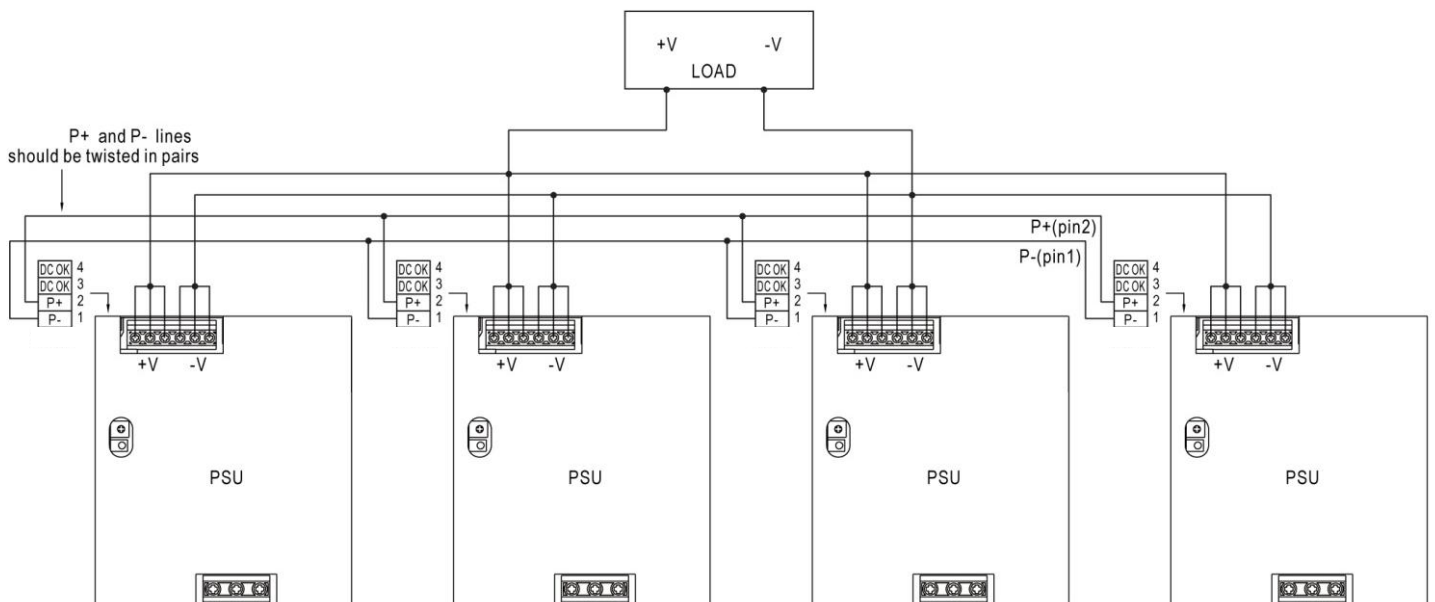 +V -V
LOAD
P+ and P- lines
should be twisted in pairs
P+(pin2)
P-(pin1)
DC OK 4
DC OK 3
P+ 2
P- 1
DC OK 4
DC OK 3
P+ 2
P- 1
DC OK 4
DC OK 3
P+ 2
P- 1
DC OK 4
DC OK 3
P+ 2
P- 1
+V -V
+V -V
+V -V
+V -V
PSU
PSU
PSU
PSU